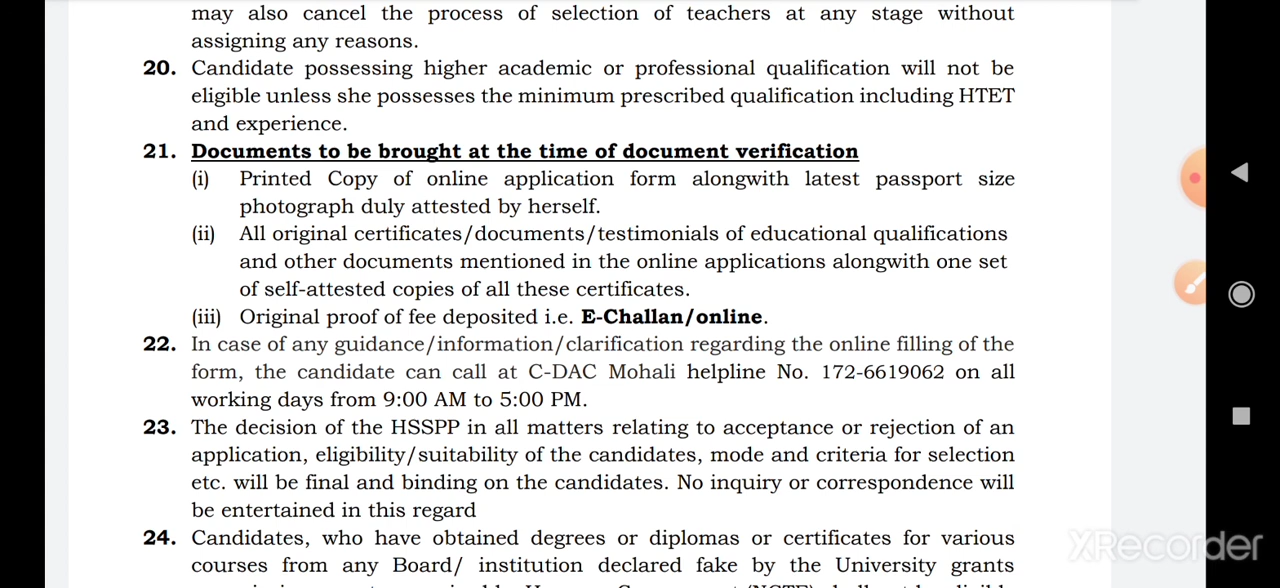 may also cancel the process of selection of teachers at any stage without
assigning any reasons.
20. Candidate possessing higher academic or professional qualification will not be
eligible unless she possesses the minimum prescribed qualification including HTET
and experience.
21. Documents to be brought at the time of document verification
(i) Printed Copy of online application form alongwith latest passport size
photograph duly attested by herself.
(ii) All original certificates/documents/testimonials of educational qualifications
and other documents mentioned in the online applications alongwith one set
of self-attested copies of all these certificates.
(iii) Original proof of fee deposited i.e. E-Challan/online.
22. In case of any guidance/information/clarification regarding the online filling of the
form, the candidate can call at C-DAC Mohali helpline No. 172-6619062 on all
working days from 9:00 AM to 5:00 PM.
23. The decision of the HSSPP in all matters relating to acceptance or rejection of an
application, eligibility/suitability of the candidates, mode and criteria for selection
etc. will be final and binding on the candidates. No inquiry or correspondence will
be entertained in this regard
24. Candidates, who have obtained degrees or diplomas or certificates for various
courses from any Board/ institution declared fake by the University grants
XRecorder